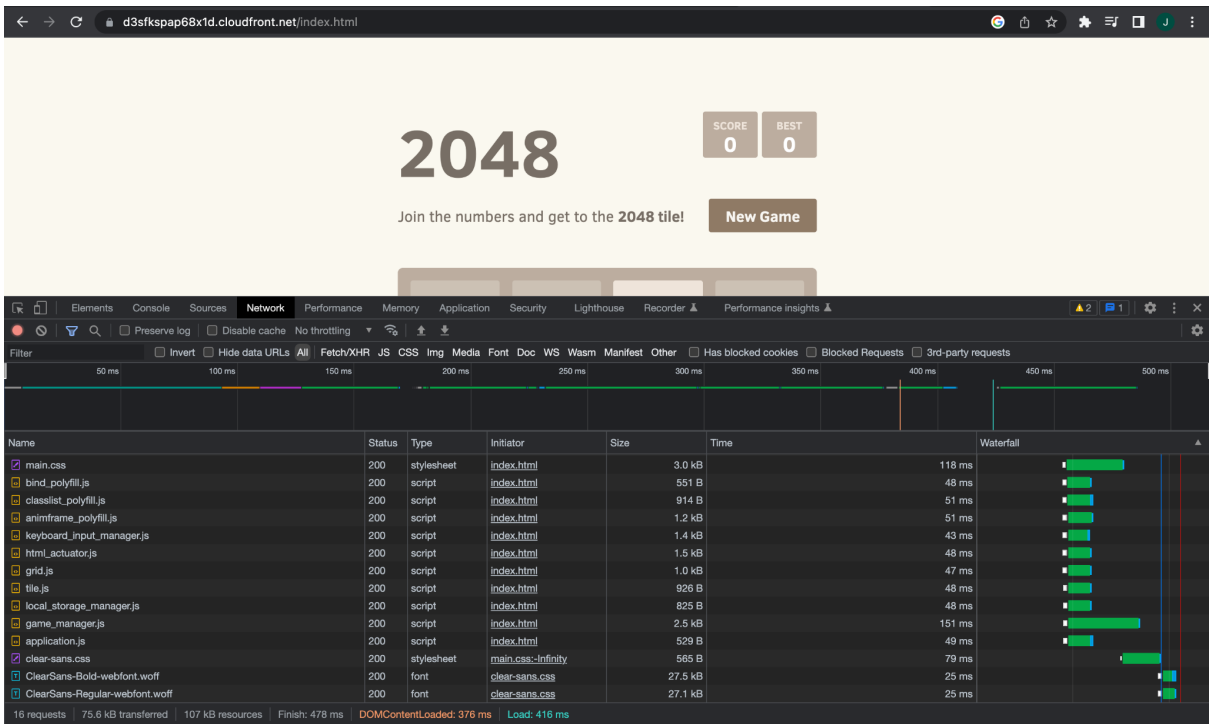 d3sfkspap68x1d.cloudfront.net/index.html
J
2048
SCORE
0
BEST
0
Join the numbers and get to the 2048 tile!
New Game
Elements Console Sources Network Performance Memory Application Security Lighthouse Recorder Performance insights 2 1
Preserve log Disable cache No throttling
Filter Invert Hide data URLs All Fetch/XHR JS CSS Img Media Font Doc WS Wasm Manifest Other Has blocked cookies Blocked Requests 3rd-party requests
50 ms 100 ms 150 ms 200 ms 250 ms 300 ms 350 ms 400 ms 450 ms 500 ms
Name Status Type Initiator Size Time Waterfall
main.css 200 stylesheet index.html 3.0 kB 118 ms
bind_polyfill.js 200 script index.html 551 B 48 ms
classlist_polyfill.js 200 script index.html 914 B 51 ms
animframe_polyfill.js 200 script index.html 1.2 kB 51 ms
keyboard_input_manager.js 200 script index.html 1.4 kB 43 ms
html_actuator.js 200 script index.html 1.5 kB 48 ms
grid.js 200 script index.html 1.0 kB 47 ms
tile.js 200 script index.html 926 B 48 ms
local_storage_manager.js 200 script index.html 825 B 48 ms
game_manager.js 200 script index.html 2.5 kB 151 ms
application.js 200 script index.html 529 B 49 ms
clear-sans.css 200 stylesheet main.css:-Infinity 565 B 79 ms
ClearSans-Bold-webfont.woff 200 font clear-sans.css 27.5 kB 25 ms
ClearSans-Regular-webfont.woff 200 font clear-sans.css 27.1 kB 25 ms
16 requests 75.6 kB transferred 107 kB resources Finish: 478 ms DOMContentLoaded: 376 ms Load: 416 ms